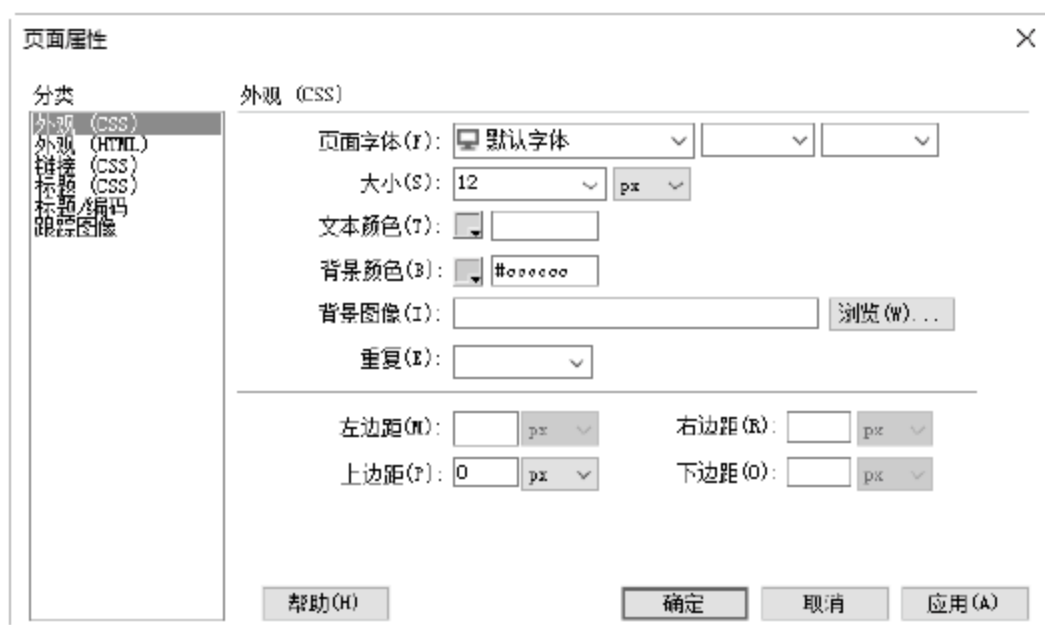 页面属性
分类
外观 (CSS)
外观 (HTML)
链接 (CSS)
标题 (CSS)
标题/编码
跟踪图像
外观 (CSS)
页面字体(F): 默认字体
大小(S): 12 px
文本颜色(T):
背景颜色(B):
背景图像(I): 浏览(W)...
重复(E):
左边距(M): px 右边距(R): px
上边距(P): 0 px 下边距(O): px
帮助(H) 确定 取消 应用(A)